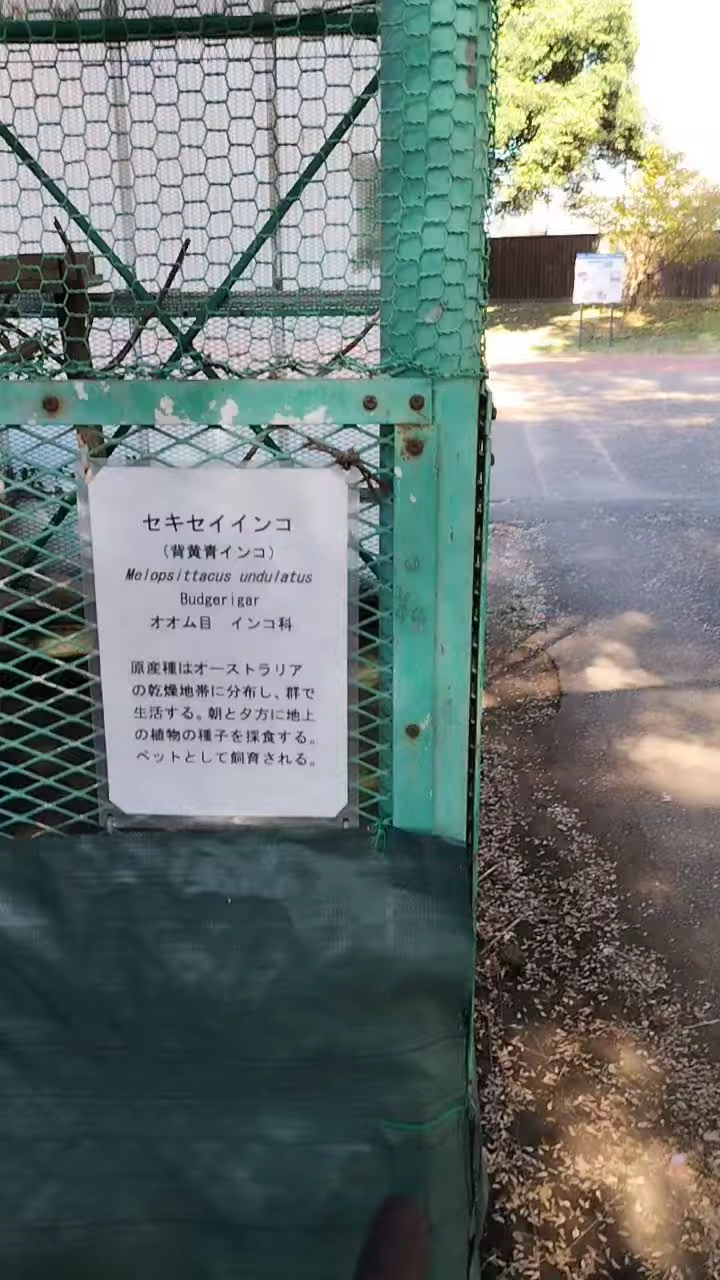 セキセイインコ
（背黄青インコ）
Melopsittacus undulatus
Budgerigar
オオム目 インコ科
原産種はオーストラリア
の乾燥地帯に分布し、群で
生活する。朝と夕方に地上
の植物の種子を採食する。
ペットとして飼育される。